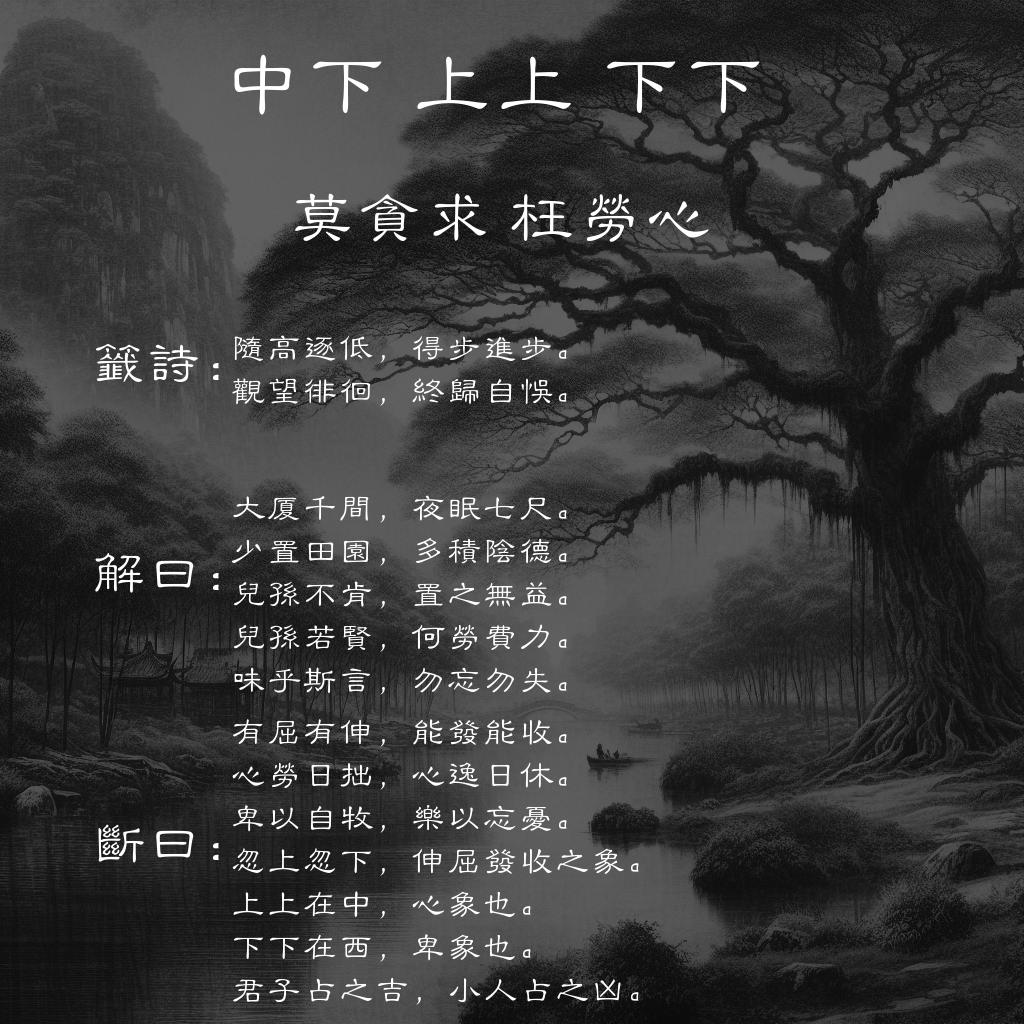 中下 上上 下下
莫貪求 枉勞心
籤詩：
隨高逐低，得步進步。
觀望徘徊，終歸自悞。
解曰：
大厦千間，夜眠七尺。
少置田園，多積陰德。
兒孫不肯，置之無益。
兒孫若賢，何勞費力。
味乎斯言，勿忘勿失。
斷曰：
有屈有伸，能發能收。
心勞日拙，心逸日休。
卑以自牧，樂以忘憂。
忽上忽下，伸屈發收之象。
上上在中，心象也。
下下在西，卑象也。
君子占之吉，小人占之凶。